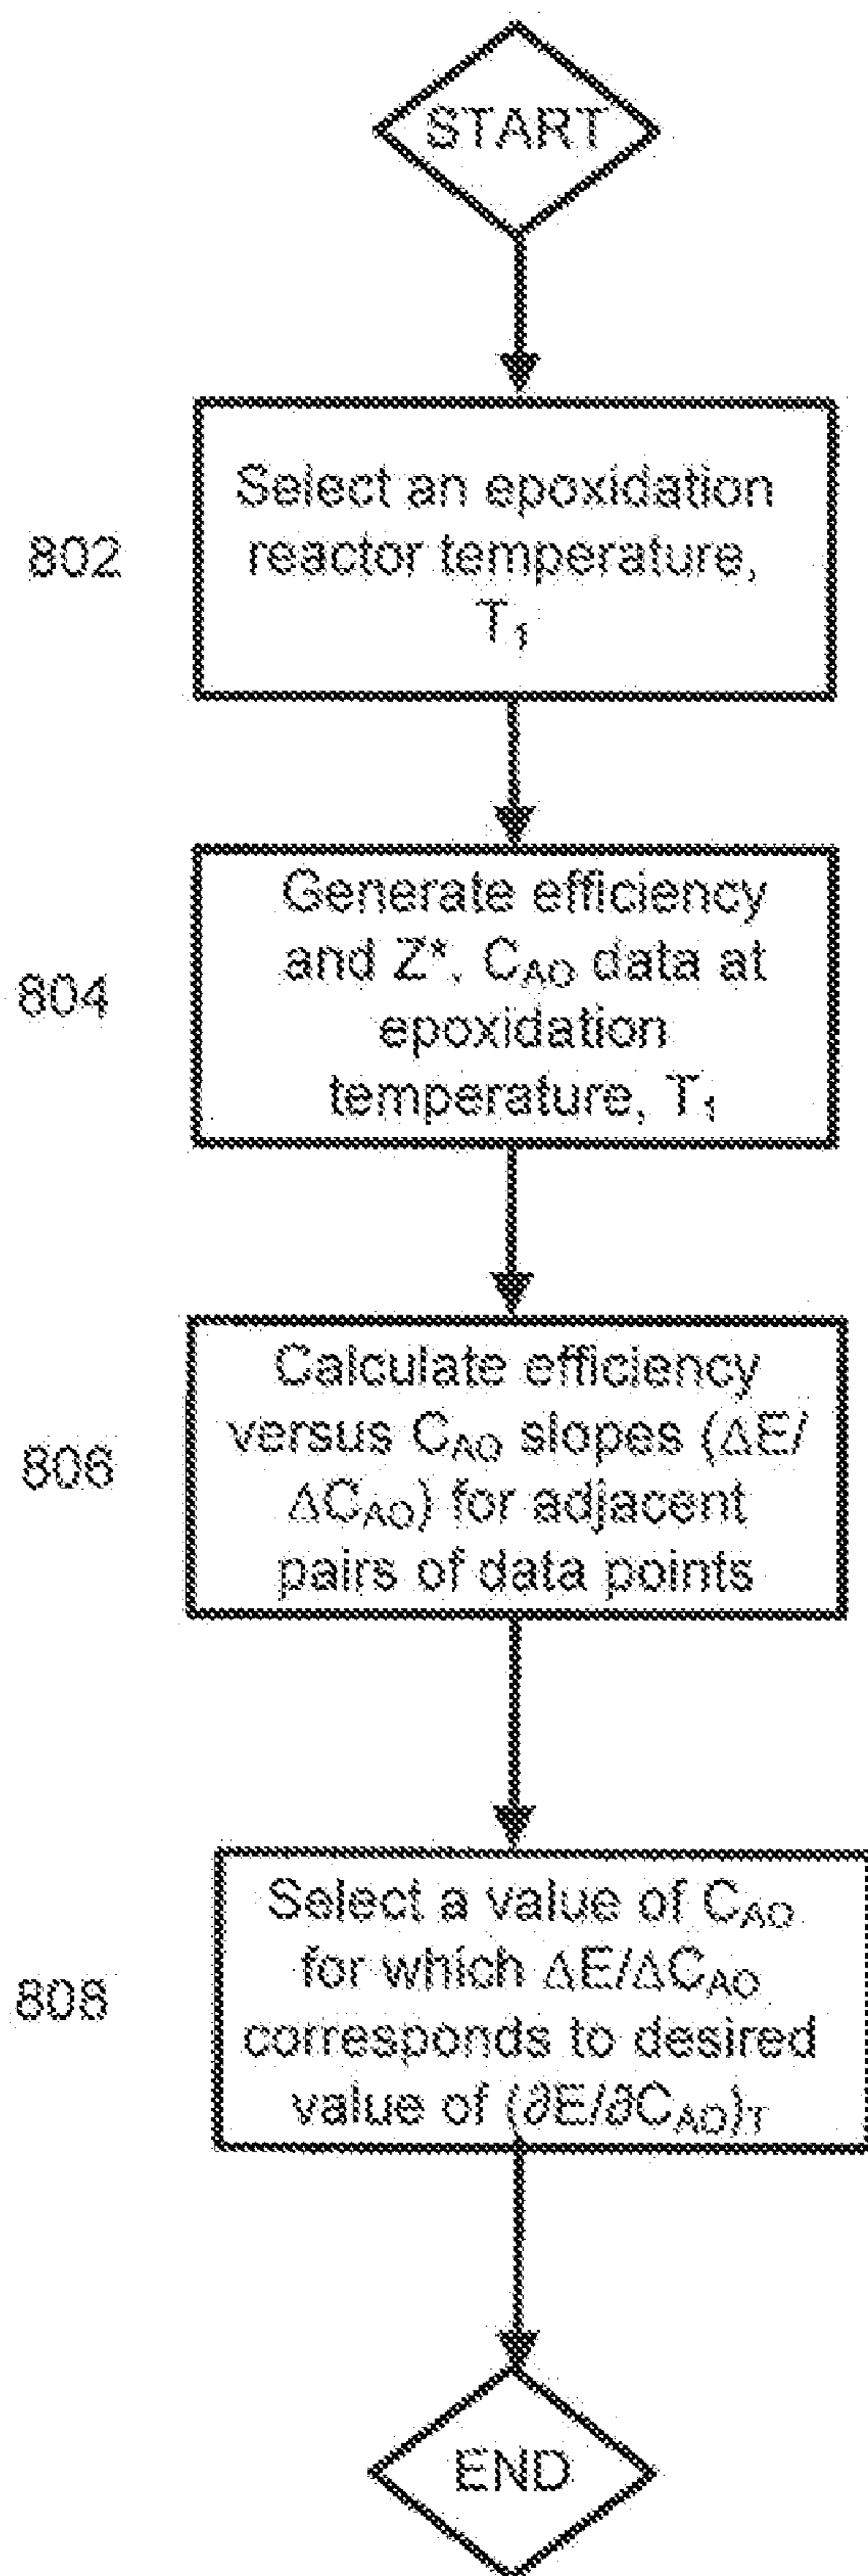 START
802
Select an epoxidation
reactor temperature,
T₁
804
Generate efficiency
and Z*, C_AO data at
epoxidation
temperature, T₁
806
Calculate efficiency
versus C_AO slopes (ΔE/
ΔC_AO) for adjacent
pairs of data points
808
Select a value of C_AO
for which ΔE/ΔC_AO
corresponds to desired
value of (∂E/∂C_AO)_T
END